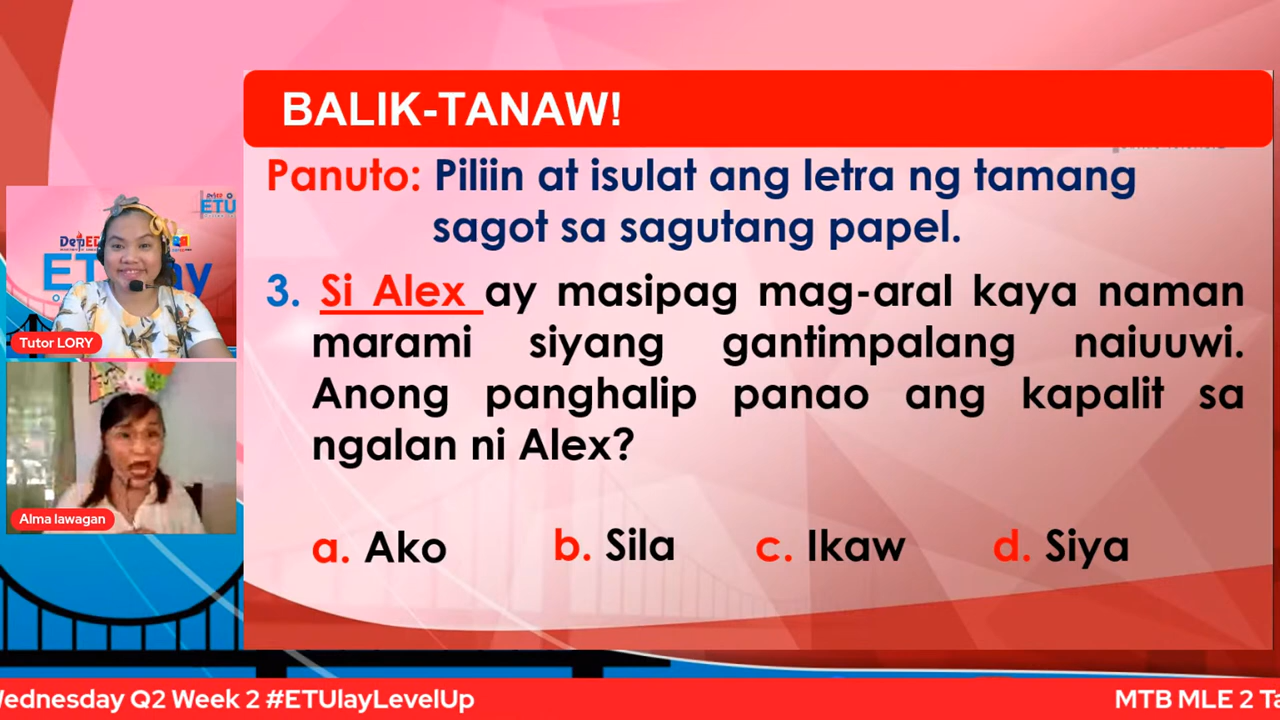 BALIK-TANAW!
Panuto: Piliin at isulat ang letra ng tamang
sagot sa sagutang papel.
3. Si Alex ay masipag mag-aral kaya naman
marami siyang gantimpalang naiuuwi.
Anong panghalip panao ang kapalit sa
ngalan ni Alex?
a. Ako b. Sila c. Ikaw d. Siya
Tutor LORY
Alma lawagan
Wednesday Q2 Week 2 #ETUlayLevelUp
MTB MLE 2